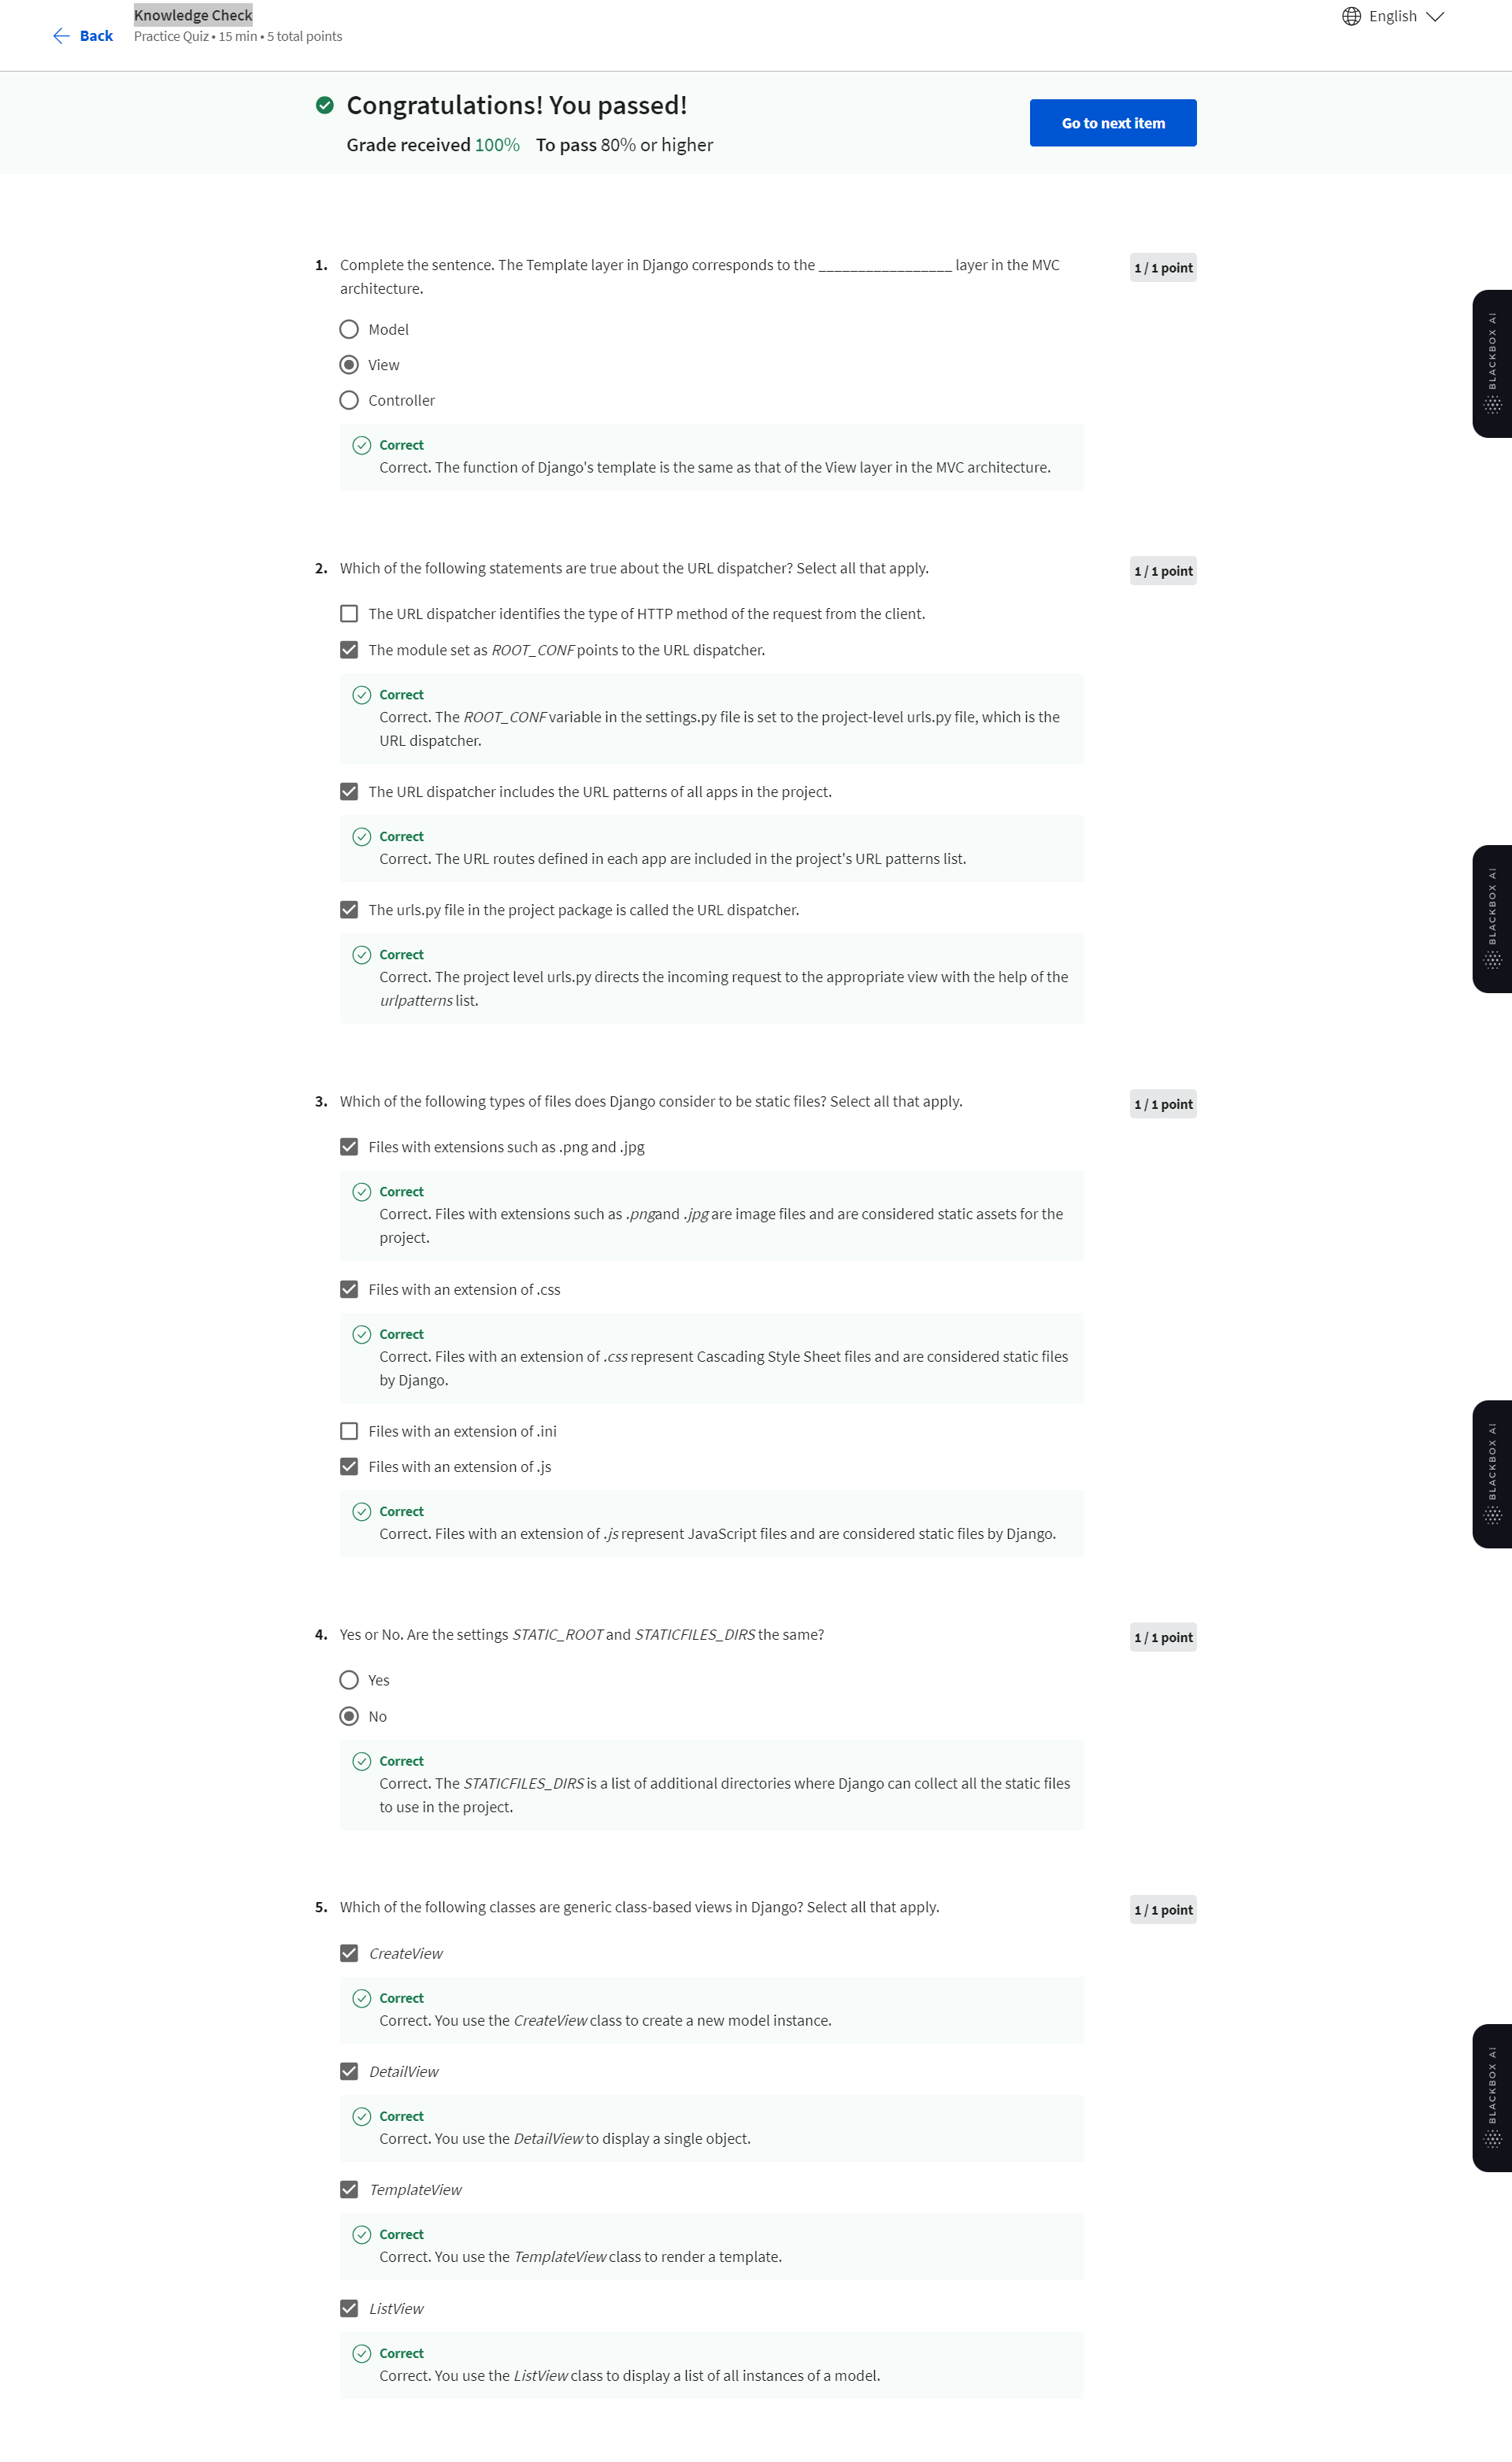 Knowledge Check
English
Back
Practice Quiz • 15 min • 5 total points
Congratulations! You passed!
Grade received 100% To pass 80% or higher
Go to next item
1. Complete the sentence. The Template layer in Django corresponds to the _________________ layer in the MVC
architecture.
1 / 1 point
Model
View
Controller
Correct
Correct. The function of Django's template is the same as that of the View layer in the MVC architecture.
BLACKBOX AI
2. Which of the following statements are true about the URL dispatcher? Select all that apply.
1 / 1 point
The URL dispatcher identifies the type of HTTP method of the request from the client.
The module set as ROOT_CONF points to the URL dispatcher.
Correct
Correct. The ROOT_CONF variable in the settings.py file is set to the project-level urls.py file, which is the
URL dispatcher.
The URL dispatcher includes the URL patterns of all apps in the project.
Correct
Correct. The URL routes defined in each app are included in the project's URL patterns list.
The urls.py file in the project package is called the URL dispatcher.
Correct
Correct. The project level urls.py directs the incoming request to the appropriate view with the help of the
urlpatterns list.
BLACKBOX AI
3. Which of the following types of files does Django consider to be static files? Select all that apply.
1 / 1 point
Files with extensions such as .png and .jpg
Correct
Correct. Files with extensions such as .pngand .jpg are image files and are considered static assets for the
project.
Files with an extension of .css
Correct
Correct. Files with an extension of .css represent Cascading Style Sheet files and are considered static files
by Django.
Files with an extension of .ini
Files with an extension of .js
Correct
Correct. Files with an extension of .js represent JavaScript files and are considered static files by Django.
BLACKBOX AI
4. Yes or No. Are the settings STATIC_ROOT and STATICFILES_DIRS the same?
1 / 1 point
Yes
No
Correct
Correct. The STATICFILES_DIRS is a list of additional directories where Django can collect all the static files
to use in the project.
5. Which of the following classes are generic class-based views in Django? Select all that apply.
1 / 1 point
CreateView
Correct
Correct. You use the CreateView class to create a new model instance.
DetailView
Correct
Correct. You use the DetailView to display a single object.
TemplateView
Correct
Correct. You use the TemplateView class to render a template.
ListView
Correct
Correct. You use the ListView class to display a list of all instances of a model.
BLACKBOX AI